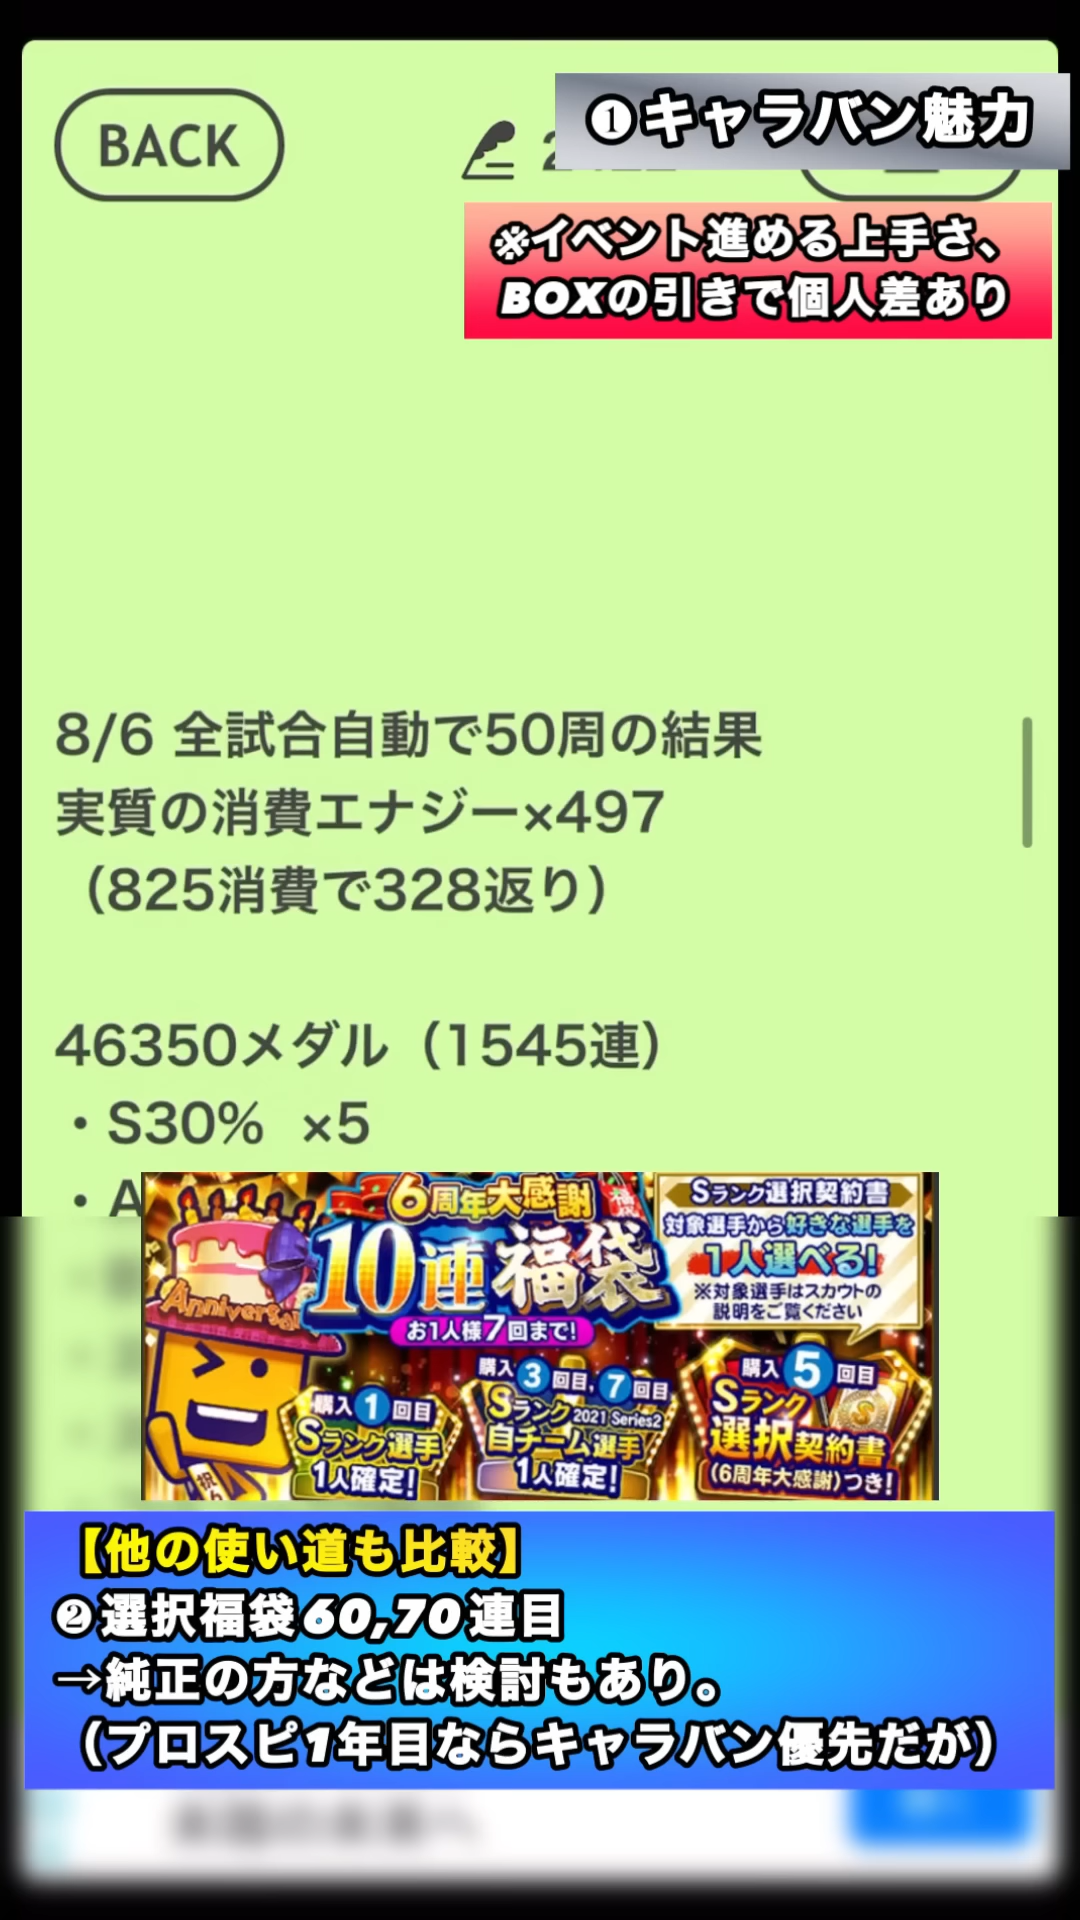 BACK
❶キャラバン魅力
※イベント進める上手さ、
BOXの引きで個人差あり
8/6 全試合自動で50周の結果
実質の消費エナジー×497
（825消費で328返り）
46350メダル（1545連）
・S30% ×5
・A
6周年大感謝
10連福袋
お1人様7回まで!
Sランク選択契約書
対象選手から好きな選手を
1人選べる!
※対象選手はスカウトの
説明をご覧ください
Anniversa
購入1回目
Sランク選手
1人確定!
購入3回目,7回目
Sランク 2021 Series2
自チーム選手
1人確定!
購入5回目
Sランク
選択契約書
(6周年大感謝)つき!
【他の使い道も比較】
❷選択福袋60,70連目
→純正の方などは検討もあり。
（プロスピ1年目ならキャラバン優先だが）